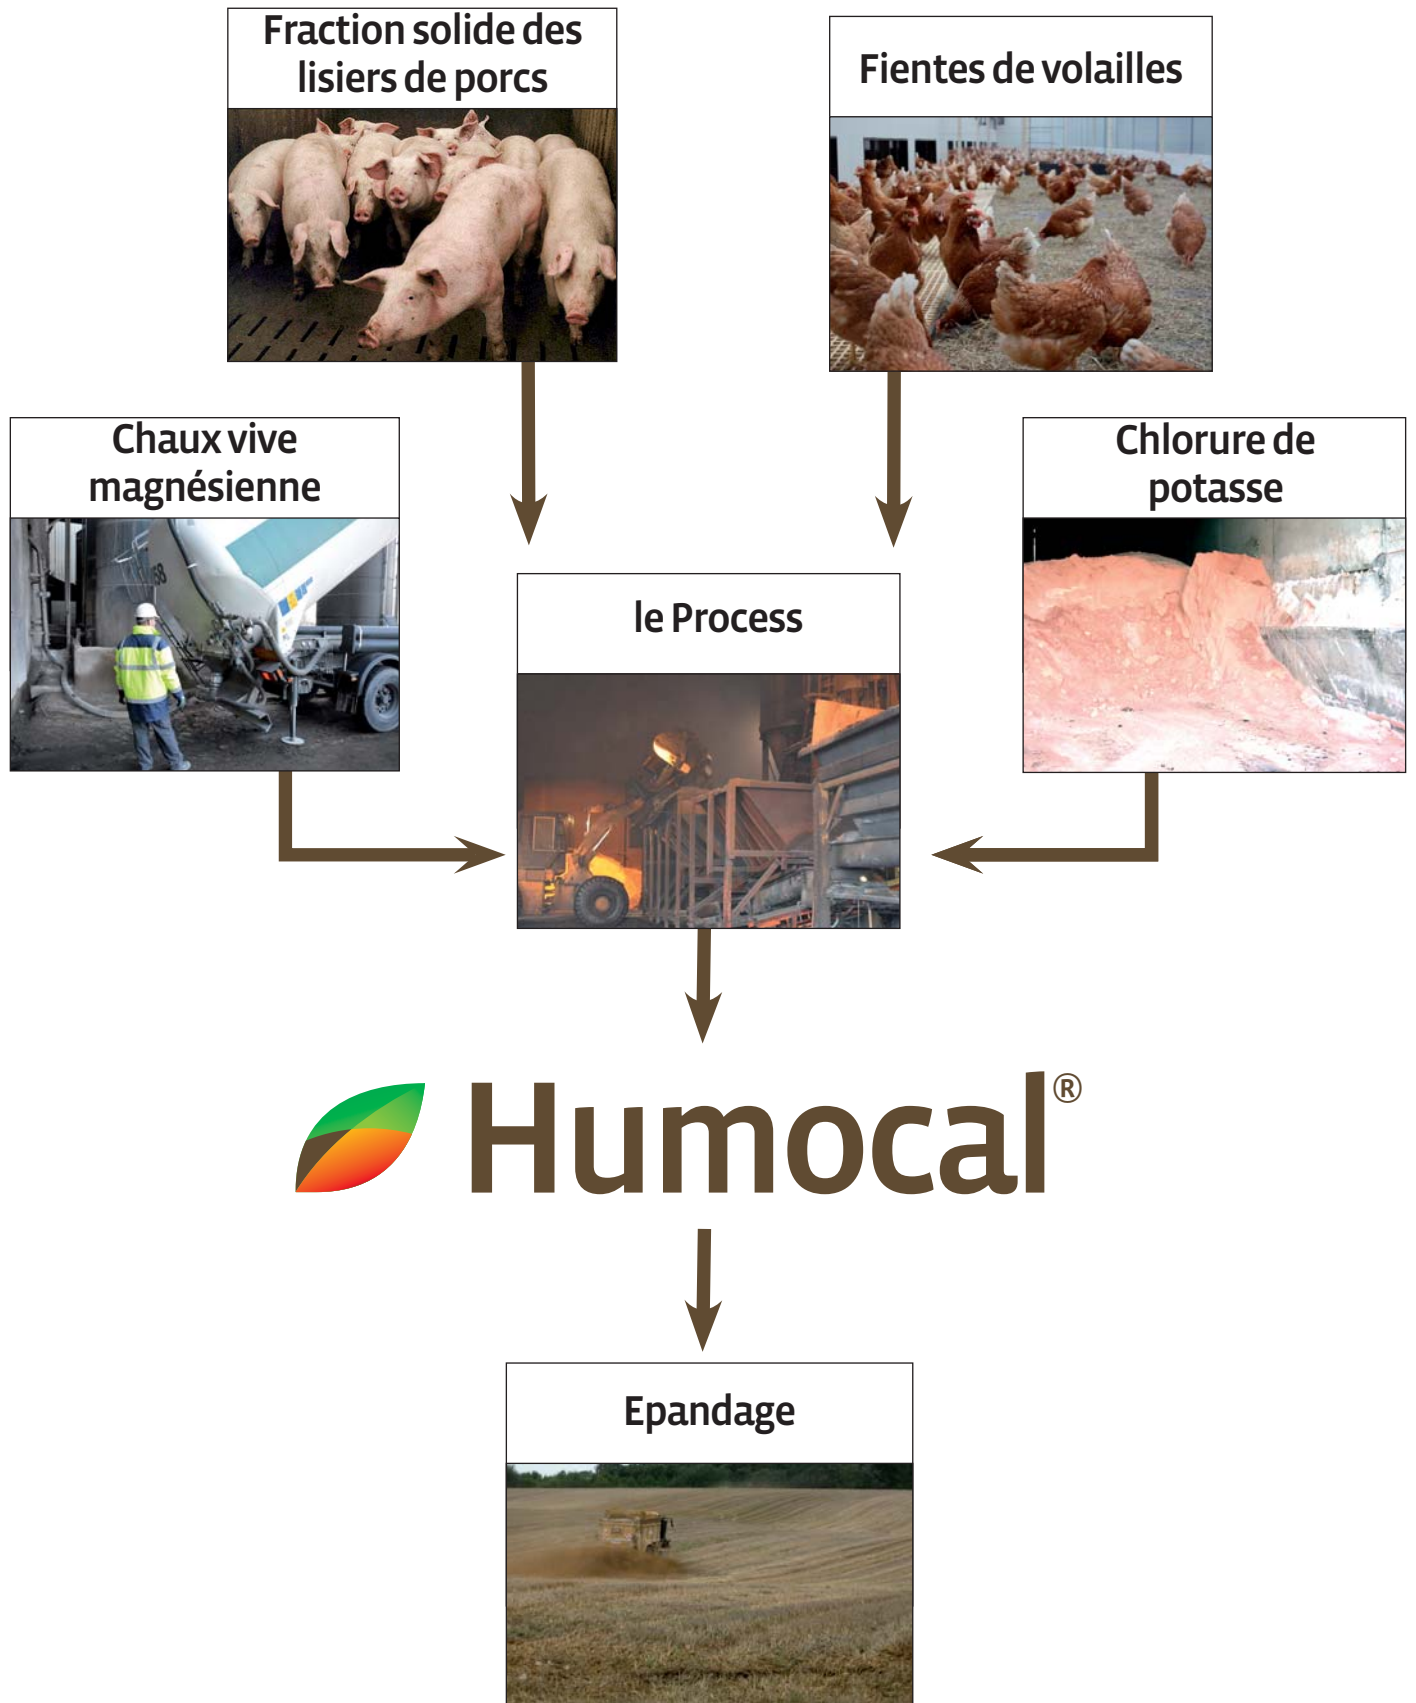 Fraction solide des
lisiers de porcs
Fientes de volailles
Chaux vive
magnésienne
Chlorure de
potasse
58
le Process
Humocal®
Epandage